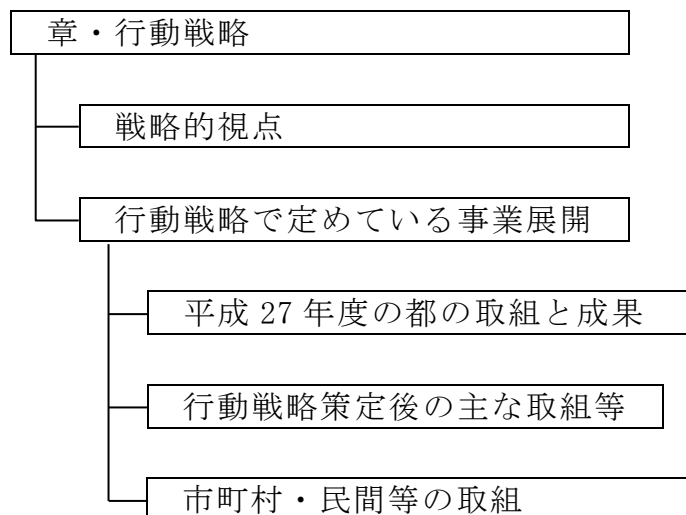 章・行動戦略
戦略的視点
行動戦略で定めている事業展開
平成 27 年度の都の取組と成果
行動戦略策定後の主な取組等
市町村・民間等の取組